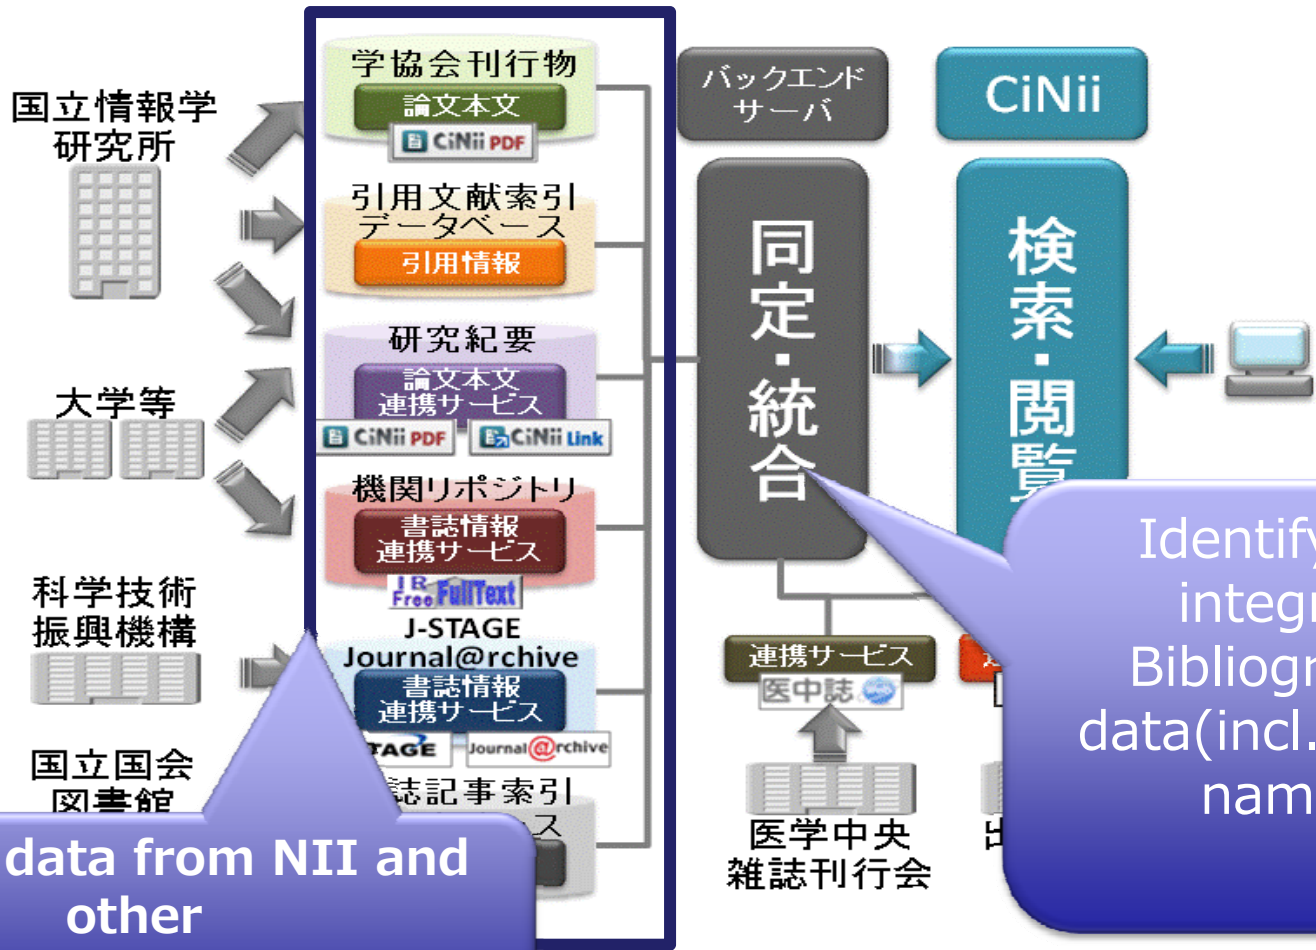 国立情報学
研究所
大学等
科学技術
振興機構
国立国会
図書館
学協会刊行物
論文本文
CiNii PDF
引用文献索引
データベース
引用情報
研究紀要
論文本文
連携サービス
CiNii PDF
CiNii Link
機関リポジトリ
書誌情報
連携サービス
IR
Free FullText
J-STAGE
Journal@rchive
書誌情報
連携サービス
TAGE
Journal@rchive
誌記事索引
ース
バックエンド
サーバ
同定・統合
CiNii
検索・閲覧
連携サービス
医中誌
医学中央
雑誌刊行会
出
data from NII and
other
Identify
integr
Bibliogr
data(incl.
nam